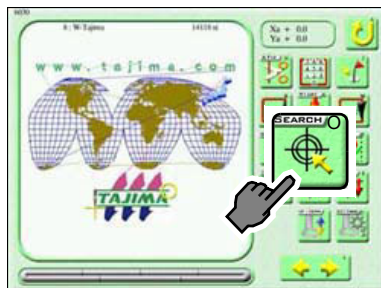 8 : W-Tajima 14118 st
Xa + 0.0
Ya + 0.0
www.tajima.com
SEARCH
TAJIMA